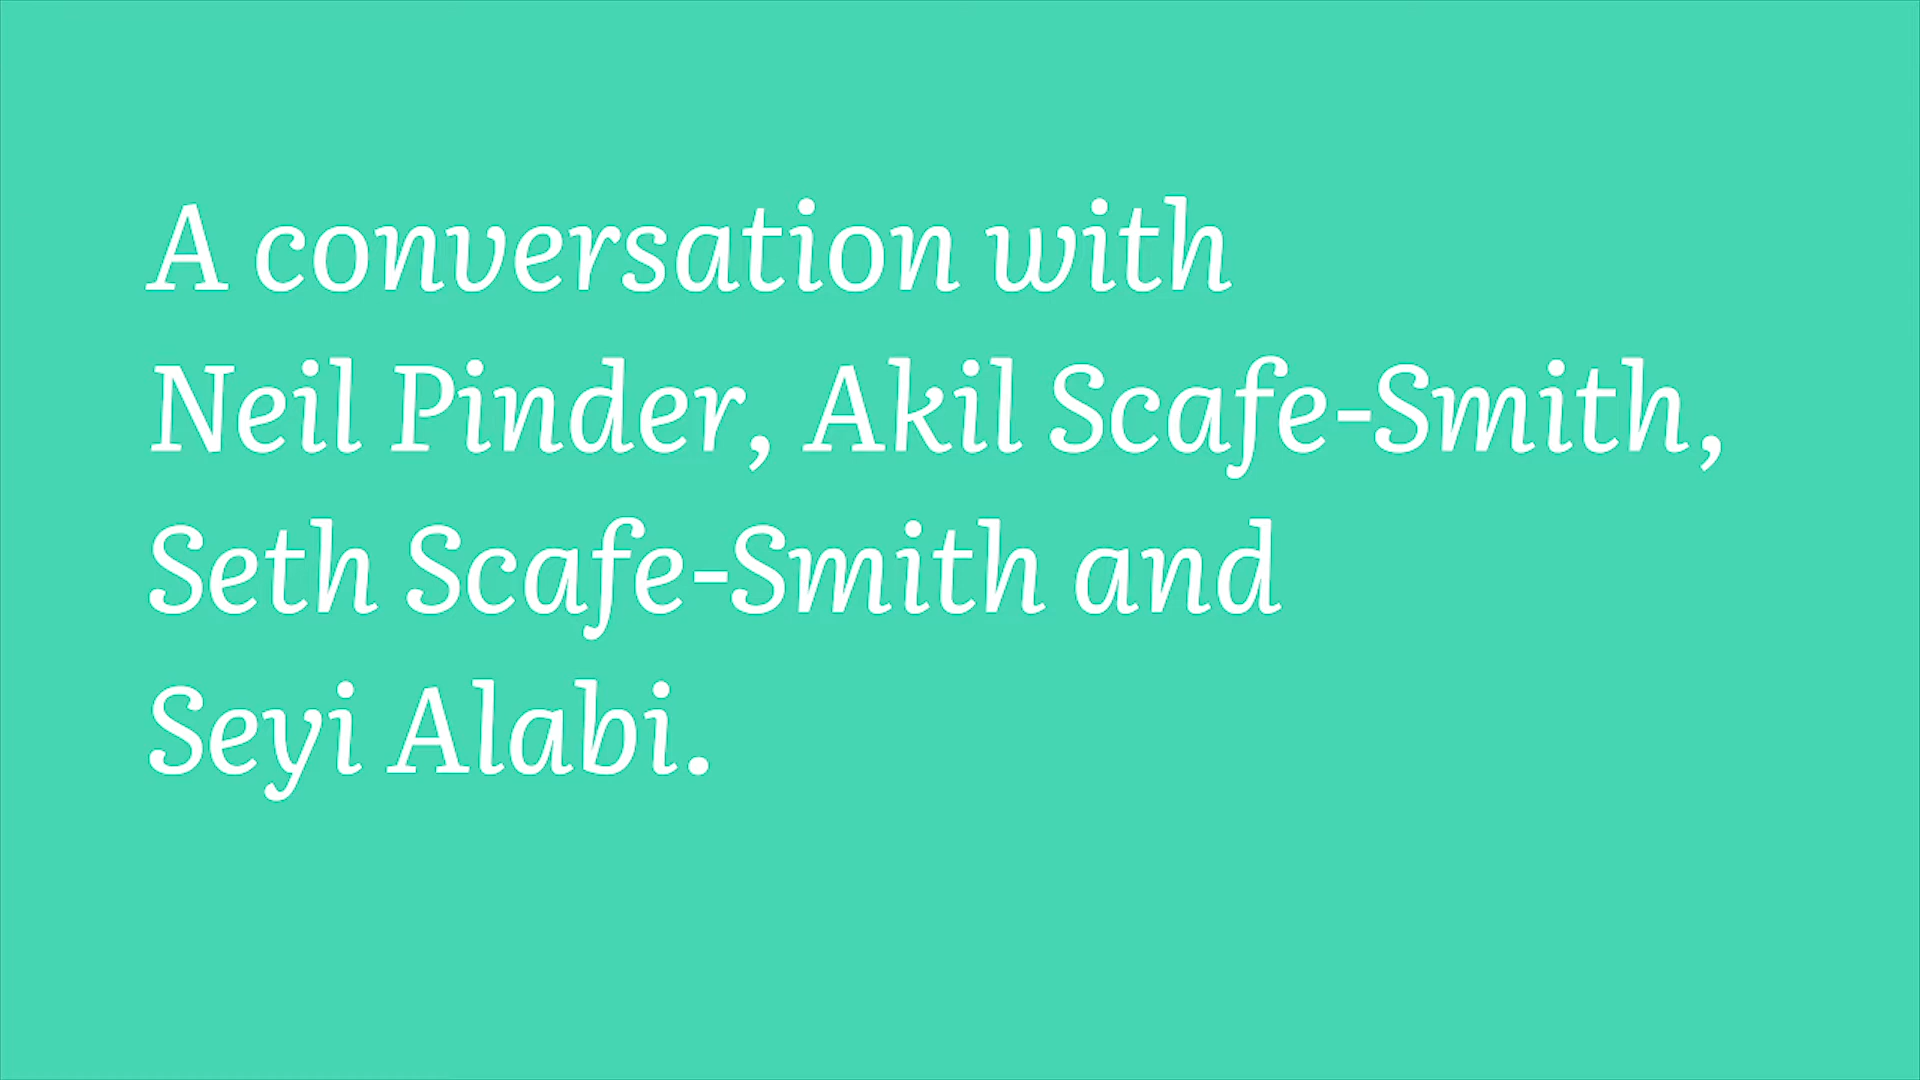 A conversation with
Neil Pinder, Akil Scafe-Smith,
Seth Scafe-Smith and
Seyi Alabi.